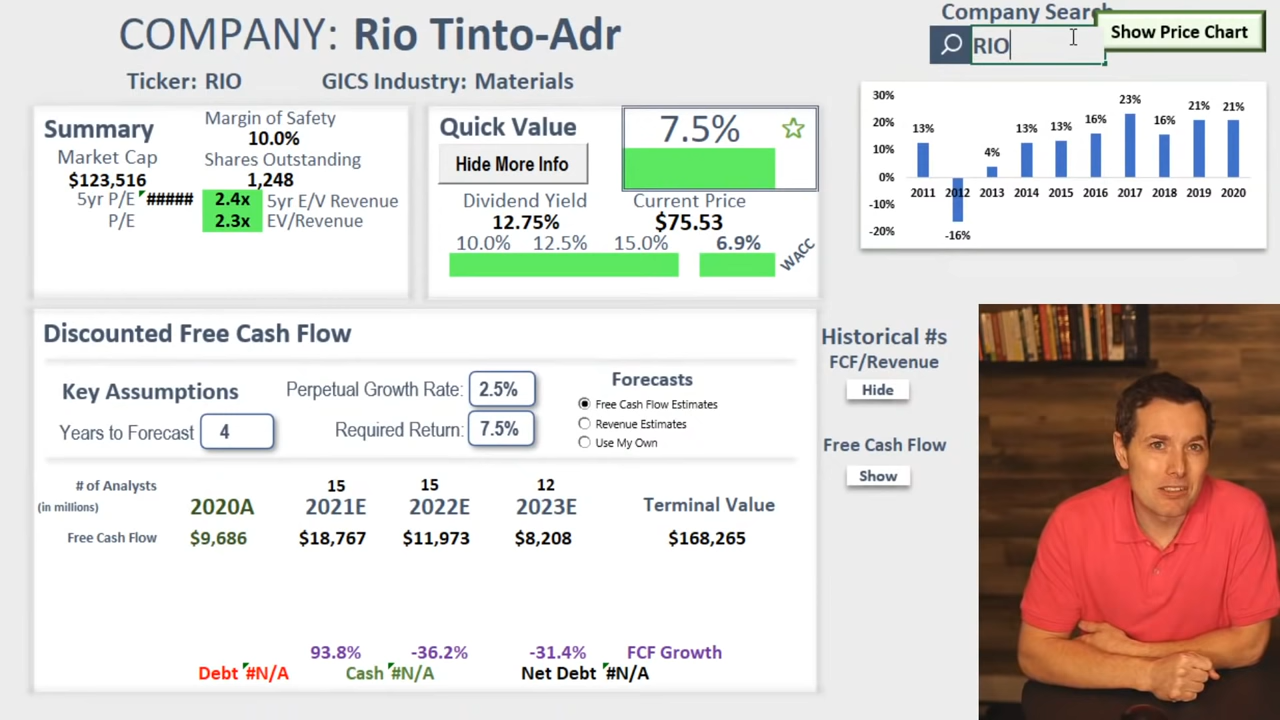 COMPANY: Rio Tinto-Adr
Ticker: RIO
GICS Industry: Materials
Company Search
RIO
Show Price Chart
Summary
Margin of Safety
10.0%
Market Cap
$123,516
Shares Outstanding
1,248
5yr P/E ##### 2.4x 5yr E/V Revenue
P/E 2.3x EV/Revenue
Quick Value
7.5%
Hide More Info
Dividend Yield
12.75%
Current Price
$75.53
10.0% 12.5% 15.0% 6.9% WACC
30%
20%
10%
0%
-10%
-20%
13% -16% 4% 13% 13% 16% 23% 16% 21% 21%
2011 2012 2013 2014 2015 2016 2017 2018 2019 2020
Discounted Free Cash Flow
Key Assumptions
Years to Forecast 4
Perpetual Growth Rate: 2.5%
Required Return: 7.5%
Forecasts
Free Cash Flow Estimates
Revenue Estimates
Use My Own
Historical #s
FCF/Revenue
Hide
Free Cash Flow
Show
# of Analysts 15 15 12
(in millions) 2020A 2021E 2022E 2023E Terminal Value
Free Cash Flow $9,686 $18,767 $11,973 $8,208 $168,265
93.8% -36.2% -31.4% FCF Growth
Debt #N/A Cash #N/A Net Debt #N/A